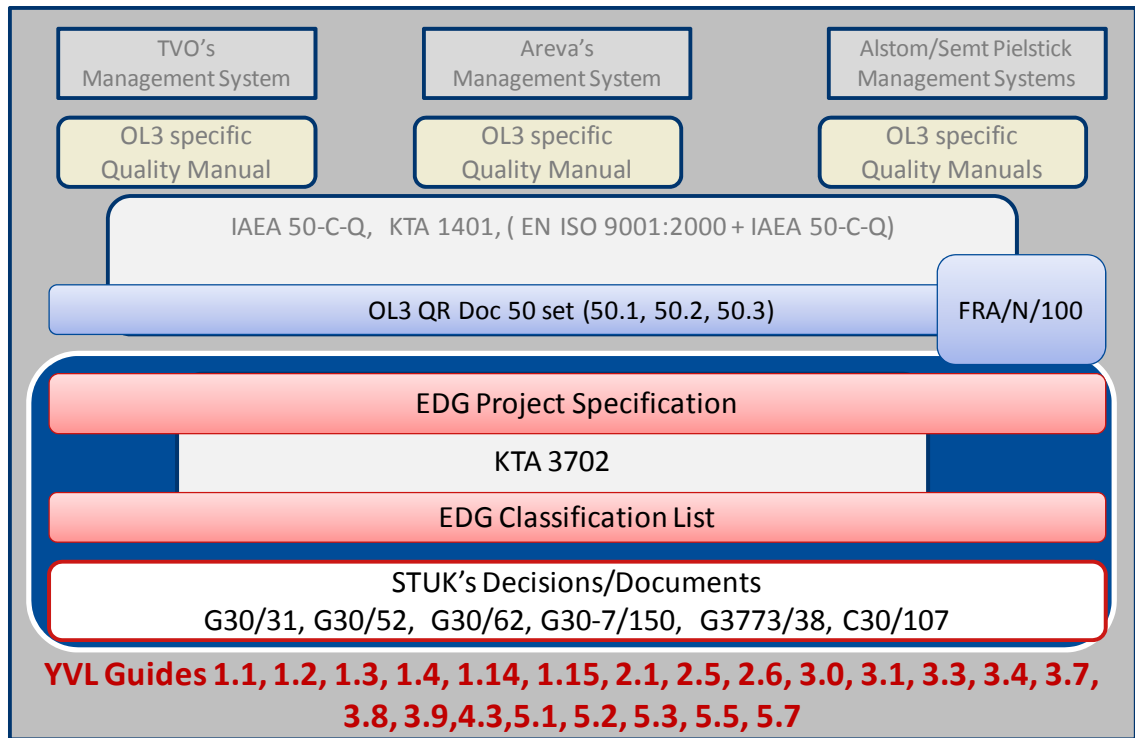 TVO's
Management System
Areva's
Management System
Alstom/Semt Pielstick
Management Systems
OL3 specific
Quality Manual
OL3 specific
Quality Manual
OL3 specific
Quality Manuals
IAEA 50-C-Q, KTA 1401, ( EN ISO 9001:2000 + IAEA 50-C-Q)
OL3 QR Doc 50 set (50.1, 50.2, 50.3)
FRA/N/100
EDG Project Specification
KTA 3702
EDG Classification List
STUK's Decisions/Documents
G30/31, G30/52, G30/62, G30-7/150, G3773/38, C30/107
YVL Guides 1.1, 1.2, 1.3, 1.4, 1.14, 1.15, 2.1, 2.5, 2.6, 3.0, 3.1, 3.3, 3.4, 3.7,
3.8, 3.9,4.3,5.1, 5.2, 5.3, 5.5, 5.7